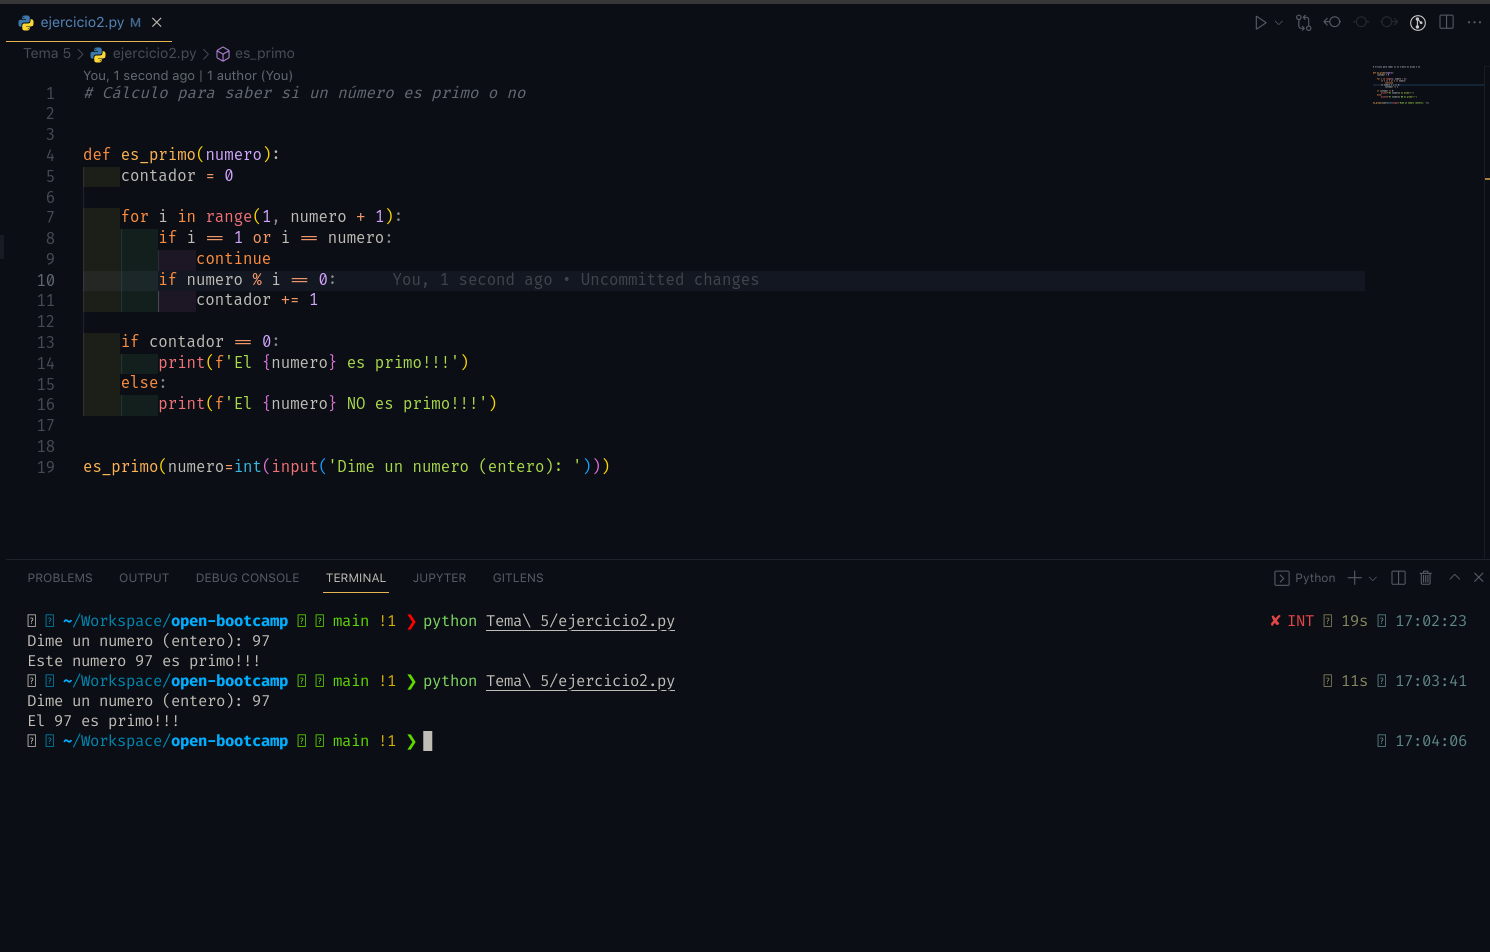 ejercicio2.py M
Tema 5 > ejercicio2.py > es_primo
You, 1 second ago | 1 author (You)
1 # Cálculo para saber si un número es primo o no
2
3
4 def es_primo(numero):
5 contador = 0
6
7 for i in range(1, numero + 1):
8 if i == 1 or i == numero:
9 continue
10 if numero % i == 0: You, 1 second ago • Uncommitted changes
11 contador += 1
12
13 if contador == 0:
14 print(f'El {numero} es primo!!!')
15 else:
16 print(f'El {numero} NO es primo!!!')
17
18
19 es_primo(numero=int(input('Dime un numero (entero): ')))
PROBLEMS OUTPUT DEBUG CONSOLE TERMINAL JUPYTER GITLENS Python
~/Workspace/open-bootcamp main !1 ❯ python Tema\ 5/ejercicio2.py ✘ INT 19s 17:02:23
Dime un numero (entero): 97
Este numero 97 es primo!!!
~/Workspace/open-bootcamp main !1 ❯ python Tema\ 5/ejercicio2.py 11s 17:03:41
Dime un numero (entero): 97
El 97 es primo!!!
~/Workspace/open-bootcamp main !1 ❯ 17:04:06